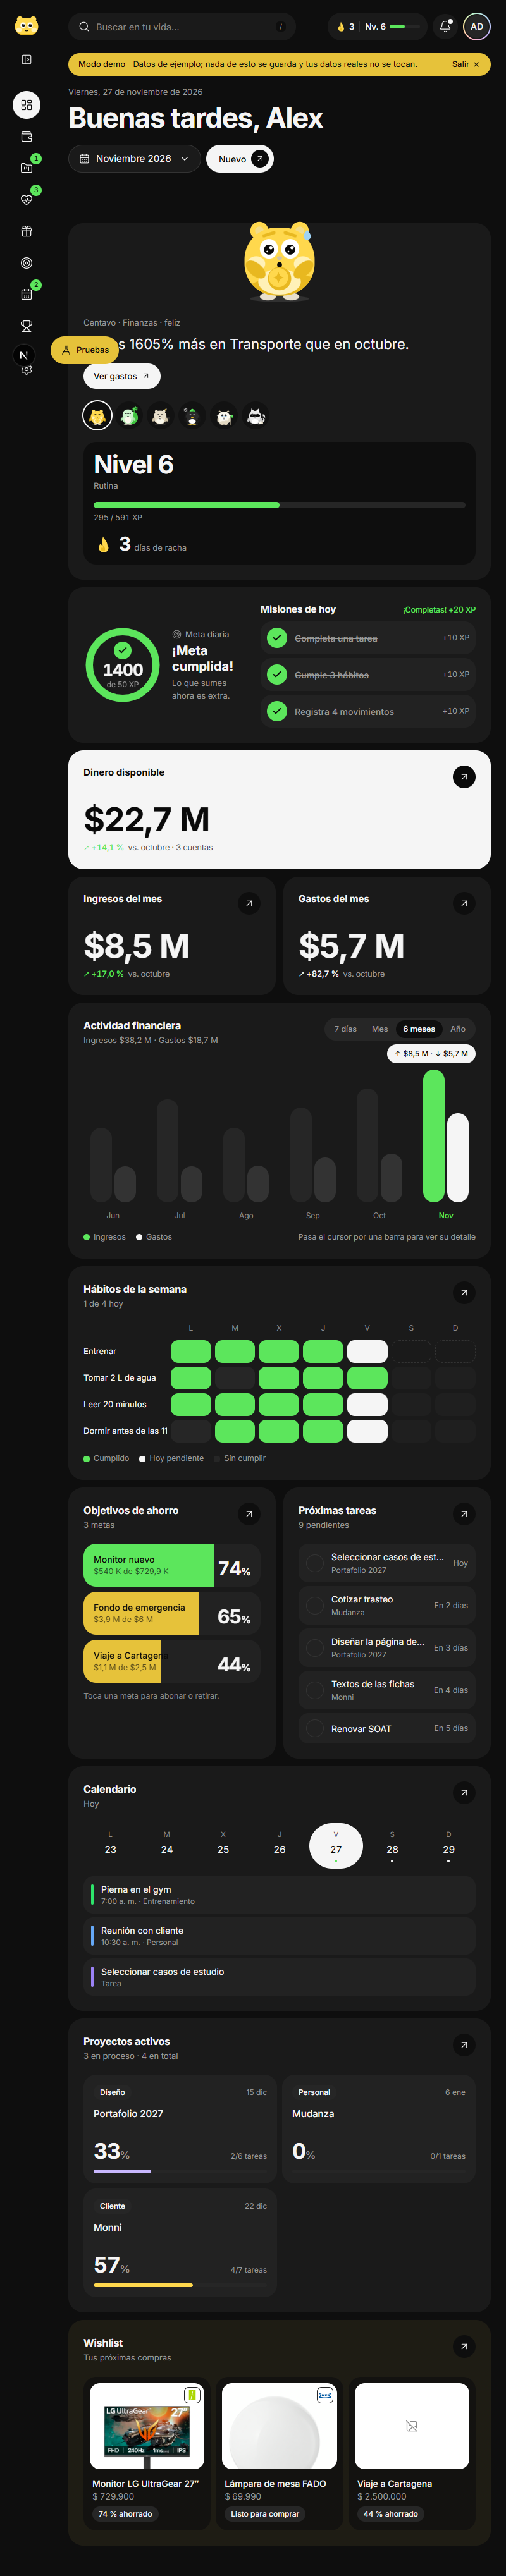 Buscar en tu vida...
/
3
Nv. 6
AD
Modo demo Datos de ejemplo; nada de esto se guarda y tus datos reales no se tocan.
Salir ×
Viernes, 27 de noviembre de 2026
Buenas tardes, Alex
Noviembre 2026
Nuevo
1
3
2
N
Pruebas
Centavo · Finanzas · feliz
s 1605% más en Transporte que en octubre.
Ver gastos
Nivel 6
Rutina
295 / 591 XP
3 días de racha
1400
de 50 XP
Meta diaria
¡Meta
cumplida!
Lo que sumes
ahora es extra.
Misiones de hoy
¡Completas! +20 XP
Completa una tarea +10 XP
Cumple 3 hábitos +10 XP
Registra 4 movimientos +10 XP
Dinero disponible
$22,7 M
+14,1 % vs. octubre · 3 cuentas
Ingresos del mes
$8,5 M
+17,0 % vs. octubre
Gastos del mes
$5,7 M
+82,7 % vs. octubre
Actividad financiera
Ingresos $38,2 M · Gastos $18,7 M
7 días Mes 6 meses Año
↑ $8,5 M · ↓ $5,7 M
Jun Jul Ago Sep Oct Nov
Ingresos Gastos
Pasa el cursor por una barra para ver su detalle
Hábitos de la semana
1 de 4 hoy
L M X J V S D
Entrenar
Tomar 2 L de agua
Leer 20 minutos
Dormir antes de las 11
Cumplido Hoy pendiente Sin cumplir
Objetivos de ahorro
3 metas
Monitor nuevo
$540 K de $729,9 K
74%
Fondo de emergencia
$3,9 M de $6 M
65%
Viaje a Cartagena
$1,1 M de $2,5 M
44%
Toca una meta para abonar o retirar.
Próximas tareas
9 pendientes
Seleccionar casos de est... Hoy
Portafolio 2027
Cotizar trasteo En 2 días
Mudanza
Diseñar la página de... En 3 días
Portafolio 2027
Textos de las fichas En 4 días
Monni
Renovar SOAT En 5 días
Calendario
Hoy
L M X J V S D
23 24 25 26 27 28 29
Pierna en el gym
7:00 a. m. · Entrenamiento
Reunión con cliente
10:30 a. m. · Personal
Seleccionar casos de estudio
Tarea
Proyectos activos
3 en proceso · 4 en total
Diseño 15 dic
Portafolio 2027
33% 2/6 tareas
Personal 6 ene
Mudanza
0% 0/1 tareas
Cliente 22 dic
Monni
57% 4/7 tareas
Wishlist
Tus próximas compras
LG UltraGear 27"
FHD 240Hz 1ms IPS
Monitor LG UltraGear 27"
$ 729.900
74 % ahorrado
Lámpara de mesa FADO
$ 69.990
Listo para comprar
Viaje a Cartagena
$ 2.500.000
44 % ahorrado